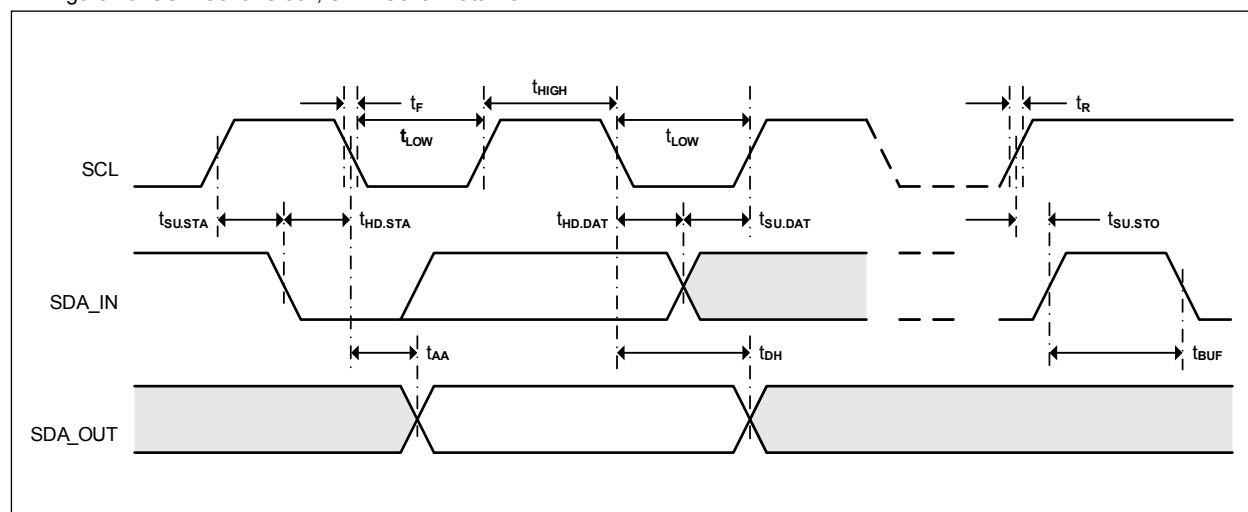 tF
tHIGH
tR
tLOW
tLOW
SCL
tSU.STA
tHD.STA
tHD.DAT
tSU.DAT
tSU.STO
SDA_IN
tAA
tDH
tBUF
SDA_OUT